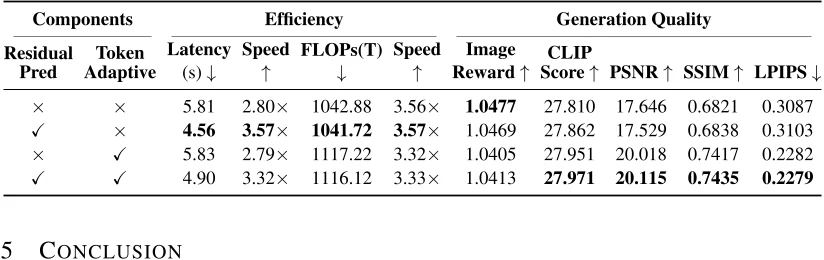 Components Efficiency Generation Quality
Residual Pred Token Adaptive Latency (s) ↓ Speed ↑ FLOPs(T) ↓ Speed ↑ Image Reward ↑ CLIP Score ↑ PSNR ↑ SSIM ↑ LPIPS ↓
× × 5.81 2.80× 1042.88 3.56× 1.0477 27.810 17.646 0.6821 0.3087
✓ × 4.56 3.57× 1041.72 3.57× 1.0469 27.862 17.529 0.6838 0.3103
× ✓ 5.83 2.79× 1117.22 3.32× 1.0405 27.951 20.018 0.7417 0.2282
✓ ✓ 4.90 3.32× 1116.12 3.33× 1.0413 27.971 20.115 0.7435 0.2279
5 CONCLUSION